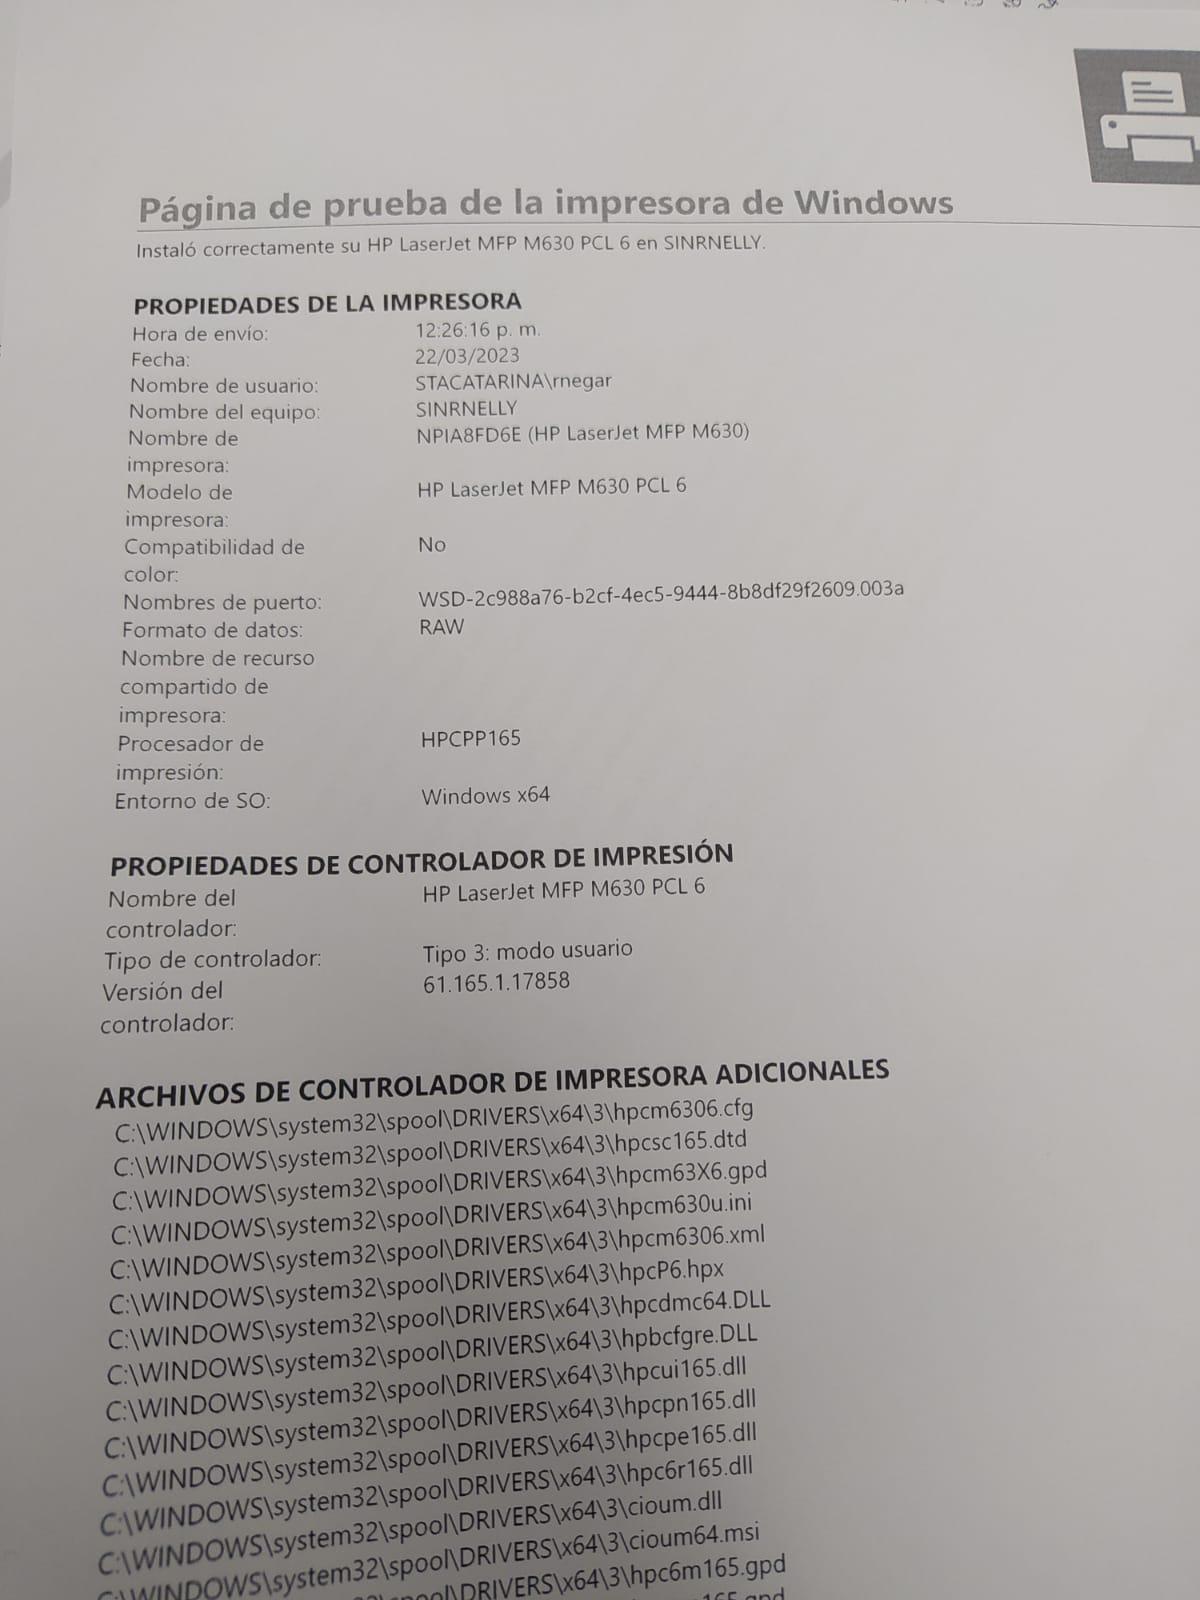 Página de prueba de la impresora de Windows
Instaló correctamente su HP LaserJet MFP M630 PCL 6 en SINRNELLY.
PROPIEDADES DE LA IMPRESORA
Hora de envío: 12:26:16 p. m.
Fecha: 22/03/2023
Nombre de usuario: STACATARINA\rnegar
Nombre del equipo: SINRNELLY
Nombre de NPIA8FD6E (HP LaserJet MFP M630)
impresora:
Modelo de HP LaserJet MFP M630 PCL 6
impresora:
Compatibilidad de No
color:
Nombres de puerto: WSD-2c988a76-b2cf-4ec5-9444-8b8df29f2609.003a
Formato de datos: RAW
Nombre de recurso
compartido de
impresora:
Procesador de HPCPP165
impresión:
Entorno de SO: Windows x64
PROPIEDADES DE CONTROLADOR DE IMPRESIÓN
Nombre del HP LaserJet MFP M630 PCL 6
controlador:
Tipo de controlador: Tipo 3: modo usuario
Versión del 61.165.1.17858
controlador:
ARCHIVOS DE CONTROLADOR DE IMPRESORA ADICIONALES
C:\WINDOWS\system32\spool\DRIVERS\x64\3\hpcm6306.cfg
C:\WINDOWS\system32\spool\DRIVERS\x64\3\hpcsc165.dtd
C:\WINDOWS\system32\spool\DRIVERS\x64\3\hpcm63X6.gpd
C:\WINDOWS\system32\spool\DRIVERS\x64\3\hpcm630u.ini
C:\WINDOWS\system32\spool\DRIVERS\x64\3\hpcm6306.xml
C:\WINDOWS\system32\spool\DRIVERS\x64\3\hpcP6.hpx
C:\WINDOWS\system32\spool\DRIVERS\x64\3\hpcdmc64.DLL
C:\WINDOWS\system32\spool\DRIVERS\x64\3\hpbcfgre.DLL
C:\WINDOWS\system32\spool\DRIVERS\x64\3\hpcui165.dll
C:\WINDOWS\system32\spool\DRIVERS\x64\3\hpcpn165.dll
C:\WINDOWS\system32\spool\DRIVERS\x64\3\hpcpe165.dll
C:\WINDOWS\system32\spool\DRIVERS\x64\3\hpc6r165.dll
C:\WINDOWS\system32\spool\DRIVERS\x64\3\cioum.dll
C:\WINDOWS\system32\spool\DRIVERS\x64\3\cioum64.msi
C:\WINDOWS\system32\spool\DRIVERS\x64\3\hpc6m165.gpd